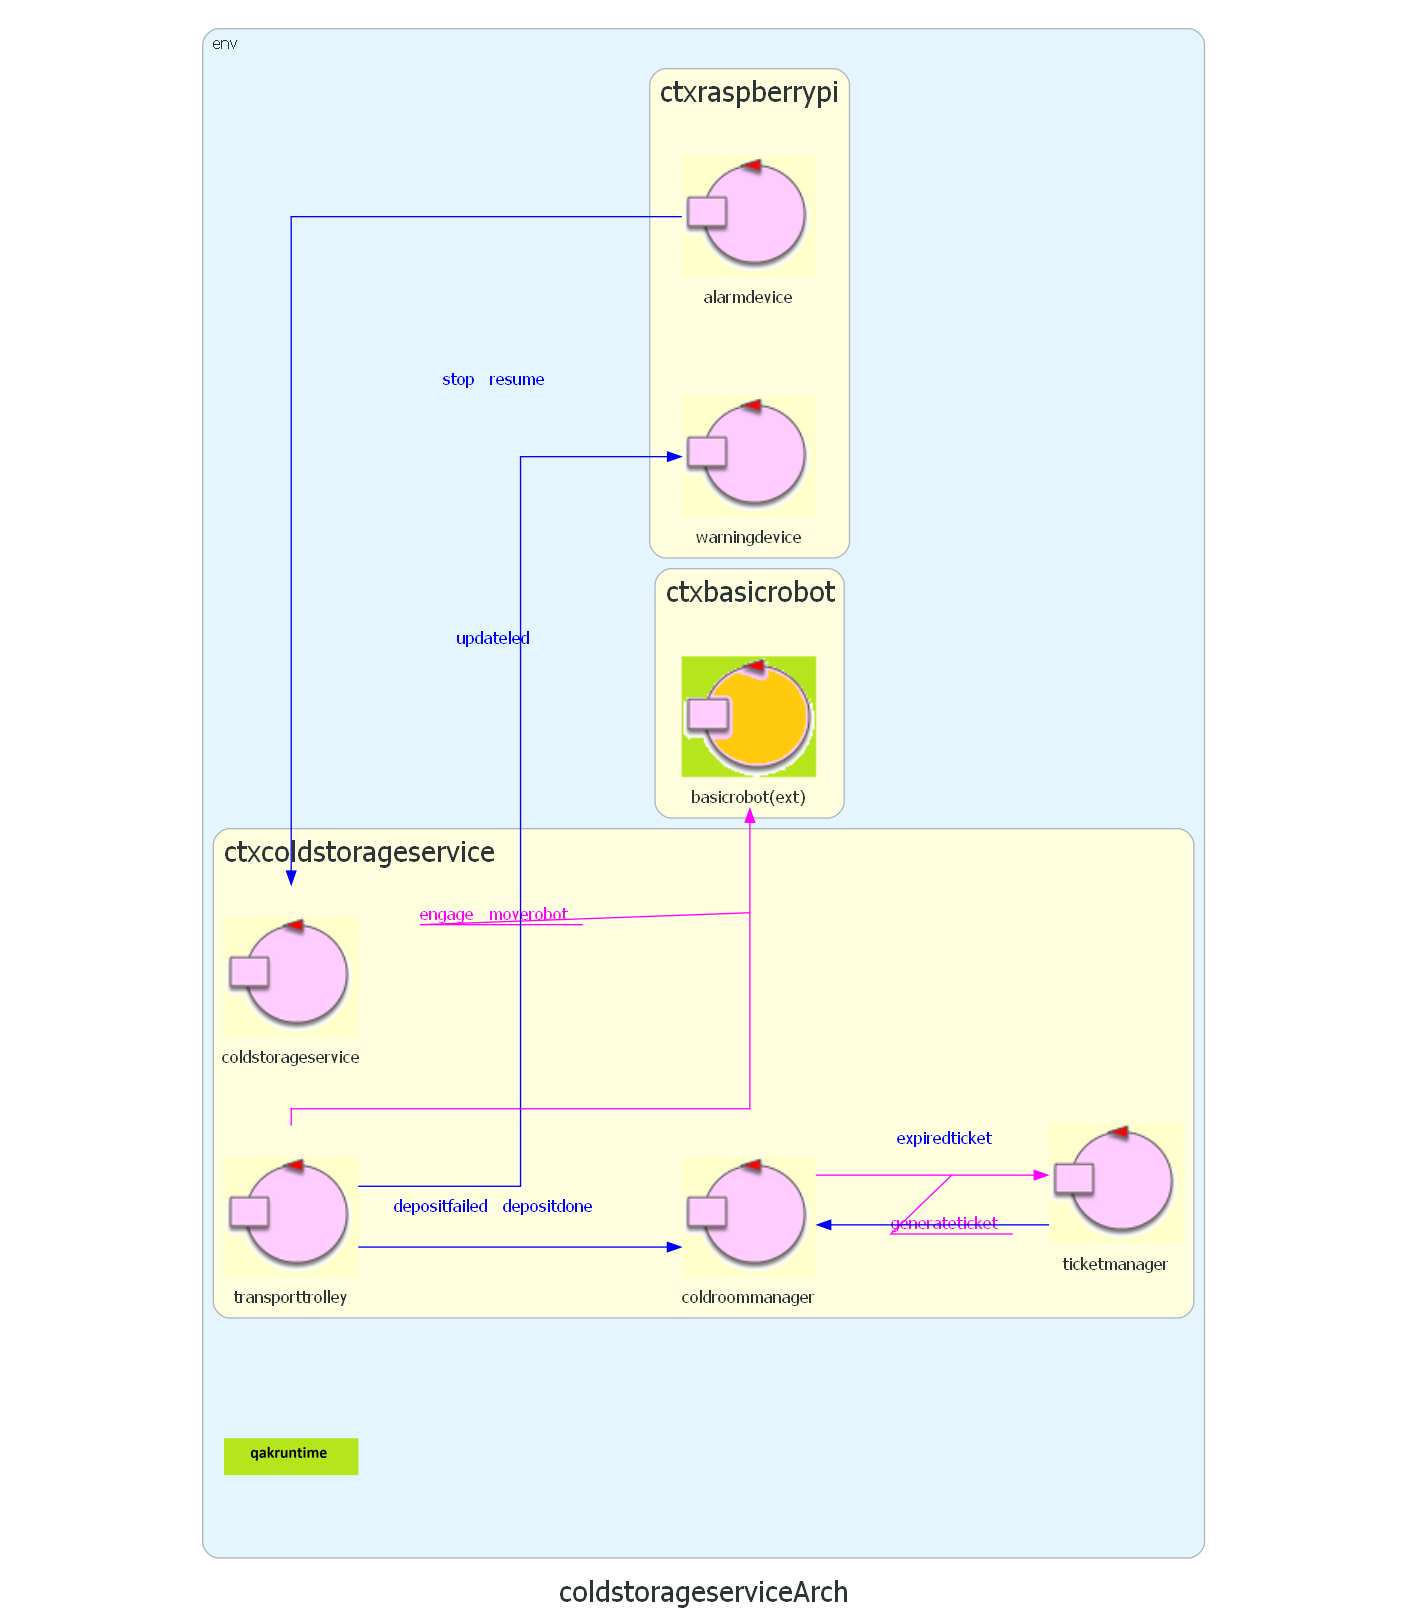 env
ctxraspberrypi
alarmdevice
stop resume
warningdevice
ctxbasicrobot
updateled
basicrobot(ext)
ctxcoldstorageservice
engage moverobot
coldstorageservice
expiredticket
depositfailed depositdone
generateticket
ticketmanager
transporttrolley
coldroommanager
qakruntime
coldstorageserviceArch